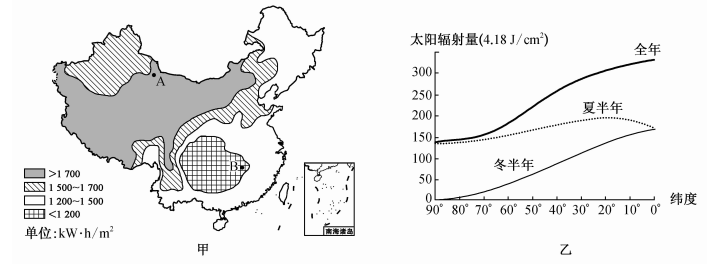 A
B
>1 700
1 500~1 700
1 200~1 500
<1 200
单位:kW·h/m²
南海诸岛
甲
太阳辐射量(4.18 J/cm²)
300
250
200
150
100
50
0
全年
夏半年
冬半年
90° 80° 70° 60° 50° 40° 30° 20° 10° 0°
纬度
乙